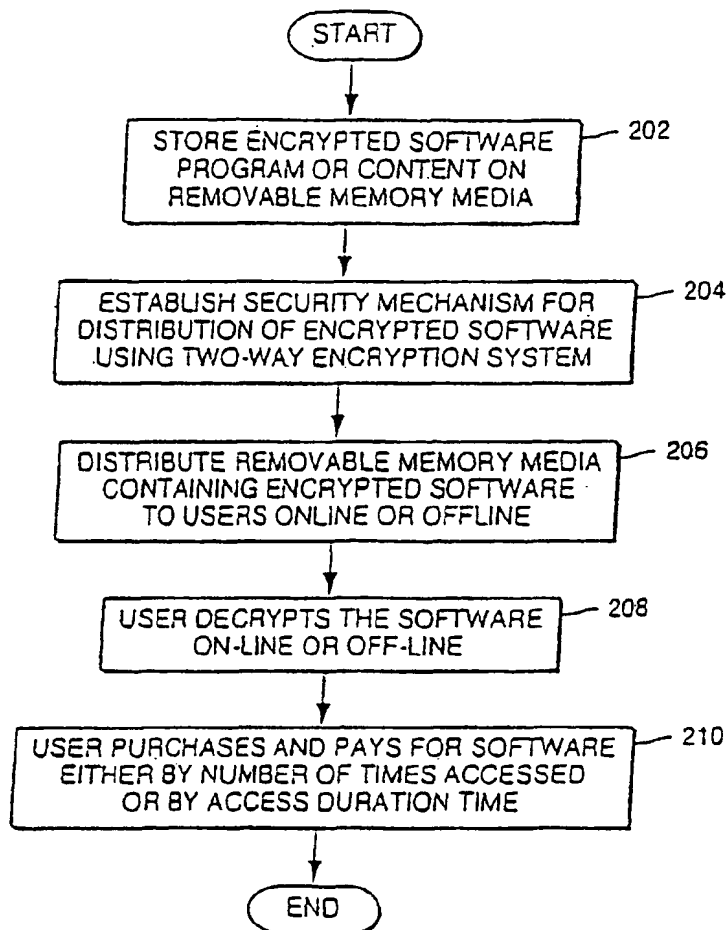 START
STORE ENCRYPTED SOFTWARE
PROGRAM OR CONTENT ON
REMOVABLE MEMORY MEDIA
202
ESTABLISH SECURITY MECHANISM FOR
DISTRIBUTION OF ENCRYPTED SOFTWARE
USING TWO-WAY ENCRYPTION SYSTEM
204
DISTRIBUTE REMOVABLE MEMORY MEDIA
CONTAINING ENCRYPTED SOFTWARE
TO USERS ONLINE OR OFFLINE
206
USER DECRYPTS THE SOFTWARE
ON-LINE OR OFF-LINE
208
USER PURCHASES AND PAYS FOR SOFTWARE
EITHER BY NUMBER OF TIMES ACCESSED
OR BY ACCESS DURATION TIME
210
END